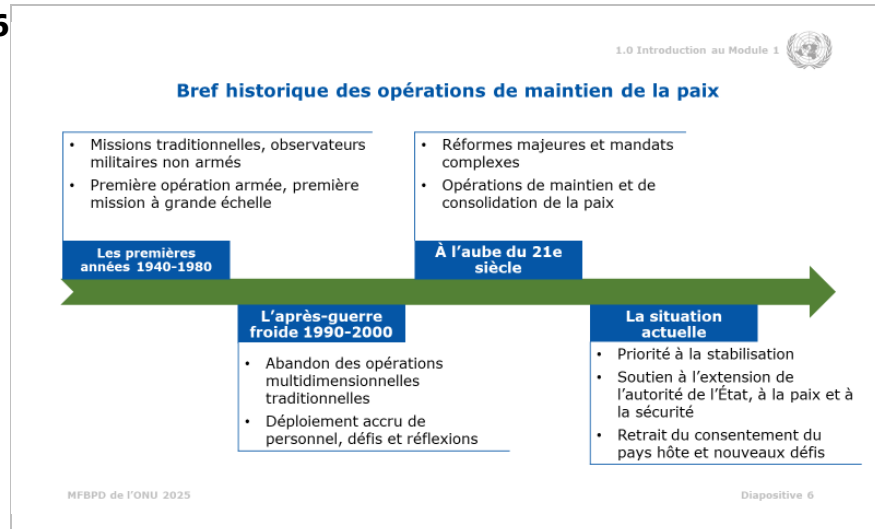 1.0 Introduction au Module 1
Bref historique des opérations de maintien de la paix
• Missions traditionnelles, observateurs
militaires non armés
• Première opération armée, première
mission à grande échelle
Les premières
années 1940-1980
L’après-guerre
froide 1990-2000
• Abandon des opérations
multidimensionnelles
traditionnelles
• Déploiement accru de
personnel, défis et réflexions
• Réformes majeures et mandats
complexes
• Opérations de maintien et de
consolidation de la paix
À l’aube du 21e
siècle
La situation
actuelle
• Priorité à la stabilisation
• Soutien à l’extension de
l’autorité de l’État, à la paix et à
la sécurité
• Retrait du consentement du
pays hôte et nouveaux défis
MFBPD de l’ONU 2025
Diapositive 6